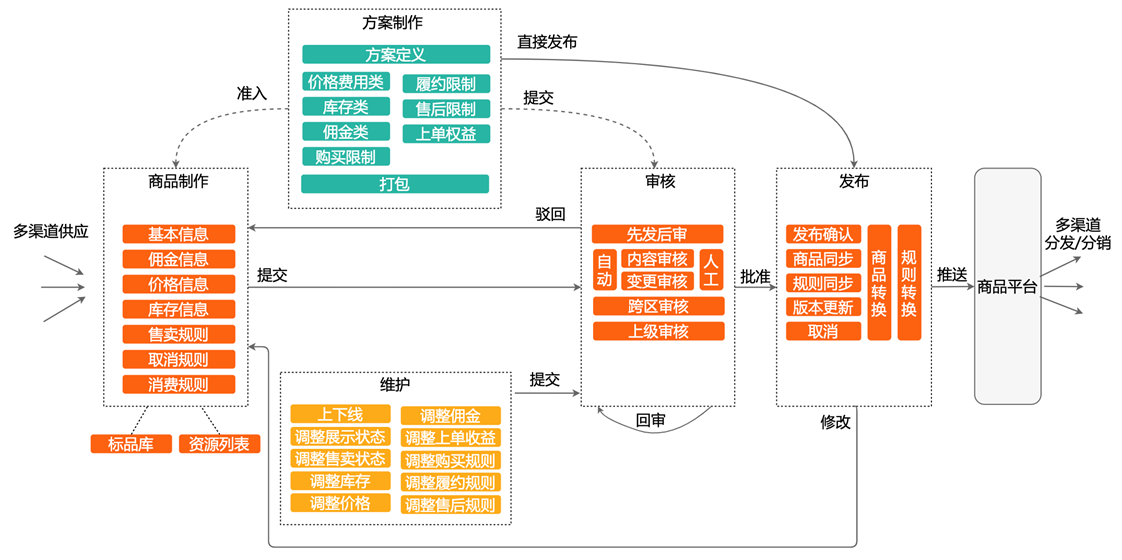 方案制作
方案定义
价格费用类
履约限制
库存类
售后限制
佣金类
上单权益
购买限制
打包
直接发布
准入
提交
多渠道供应
商品制作
基本信息
佣金信息
价格信息
库存信息
售卖规则
取消规则
消费规则
标品库
资源列表
驳回
提交
审核
先发后审
自动
内容审核
变更审核
人工
跨区审核
上级审核
回审
批准
发布
发布确认
商品同步
规则同步
版本更新
取消
商品转换
规则转换
推送
商品平台
多渠道
分发/分销
维护
上下线
调整佣金
调整展示状态
调整上单收益
调整售卖状态
调整购买规则
调整库存
调整履约规则
调整价格
调整售后规则
提交
修改